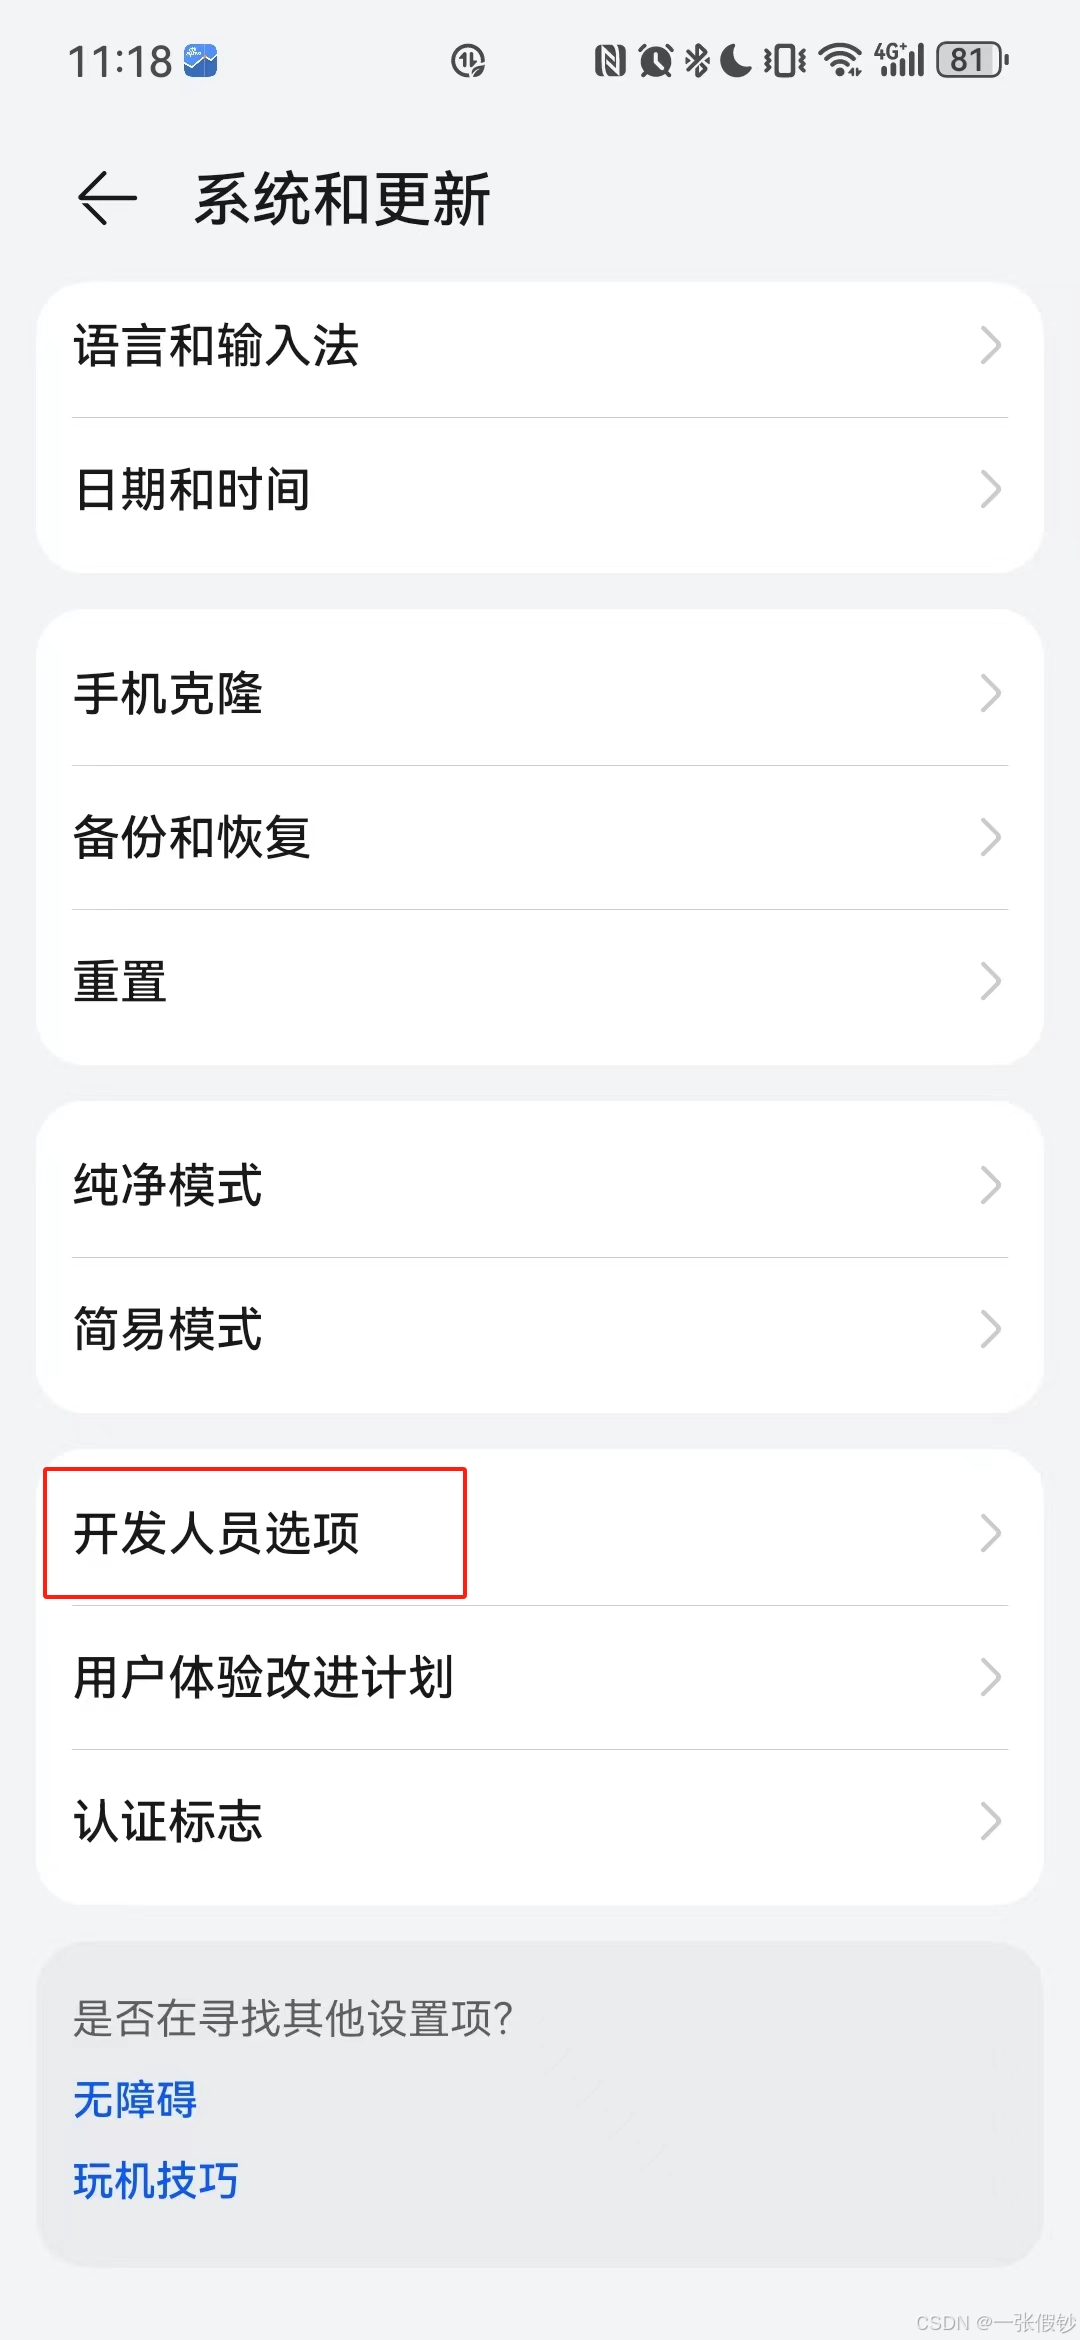 11:18
4G+
81
系统和更新
语言和输入法
日期和时间
手机克隆
备份和恢复
重置
纯净模式
简易模式
开发人员选项
用户体验改进计划
认证标志
是否在寻找其他设置项?
无障碍
玩机技巧
CSDN @一张假钞